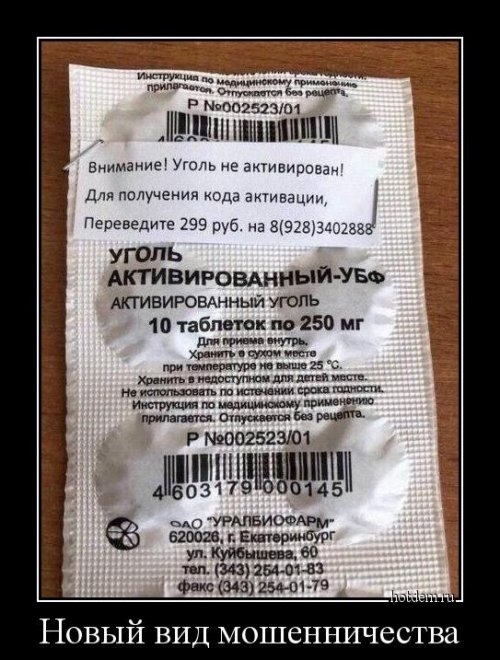 Инструкция по медицинскому применению
прилагается. Отпускается без рецепта.
Р №002523/01
Внимание! Уголь не активирован!
Для получения кода активации,
Переведите 299 руб. на 8(928)3402888
УГОЛЬ
АКТИВИРОВАННЫЙ-УБФ
АКТИВИРОВАННЫЙ УГОЛЬ
10 таблеток по 250 мг
Для приема внутрь.
Хранить в сухом месте
при температуре не выше 25 °С.
Хранить в недоступном для детей месте.
Не использовать по истечении срока годности.
Инструкция по медицинскому применению
прилагается. Отпускается без рецепта.
Р №002523/01
4 603179 000145
ОАО "УРАЛБИОФАРМ"
620026, г. Екатеринбург
ул. Куйбышева, 60
тел. (343) 254-01-83
факс (343) 254-01-79
hotdem.ru
Новый вид мошенничества